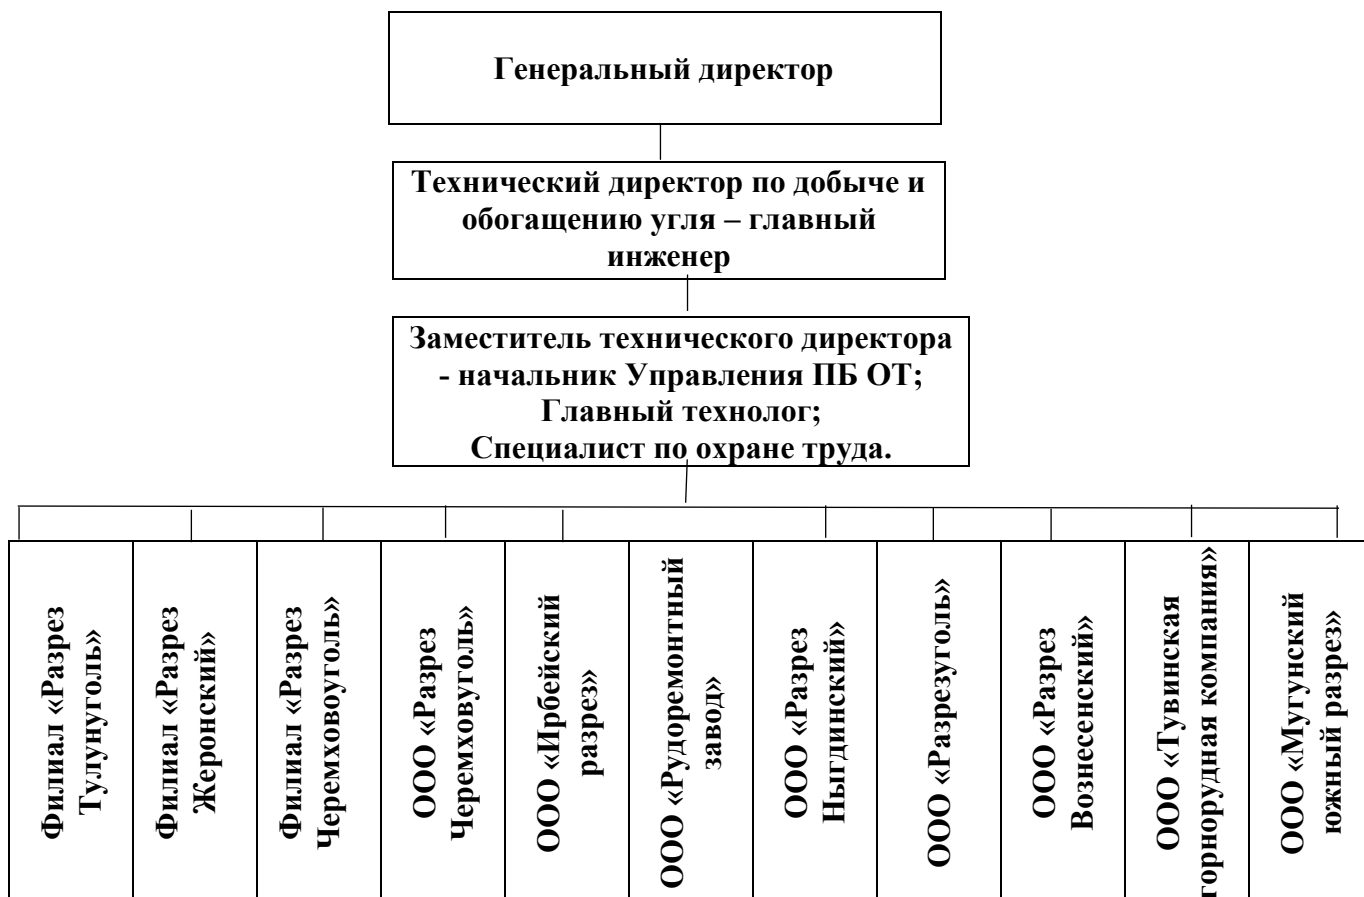 Генеральный директор
Технический директор по добыче и
обогащению угля – главный
инженер
Заместитель технического директора
- начальник Управления ПБ ОТ;
Главный технолог;
Специалист по охране труда.
Филиал «Разрез
Тулунуголь»
Филиал «Разрез
Жеронский»
Филиал «Разрез
Черемховоуголь»
ООО «Разрез
Черемховуголь»
ООО «Ирбейский
разрез»
ООО «Рудоремонтный
завод»
ООО «Разрез
Ныгдинский»
ООО «Разрезуголь»
ООО «Разрез
Вознесенский»
ООО «Тувинская
горнорудная компания»
ООО «Мугунский
южный разрез»